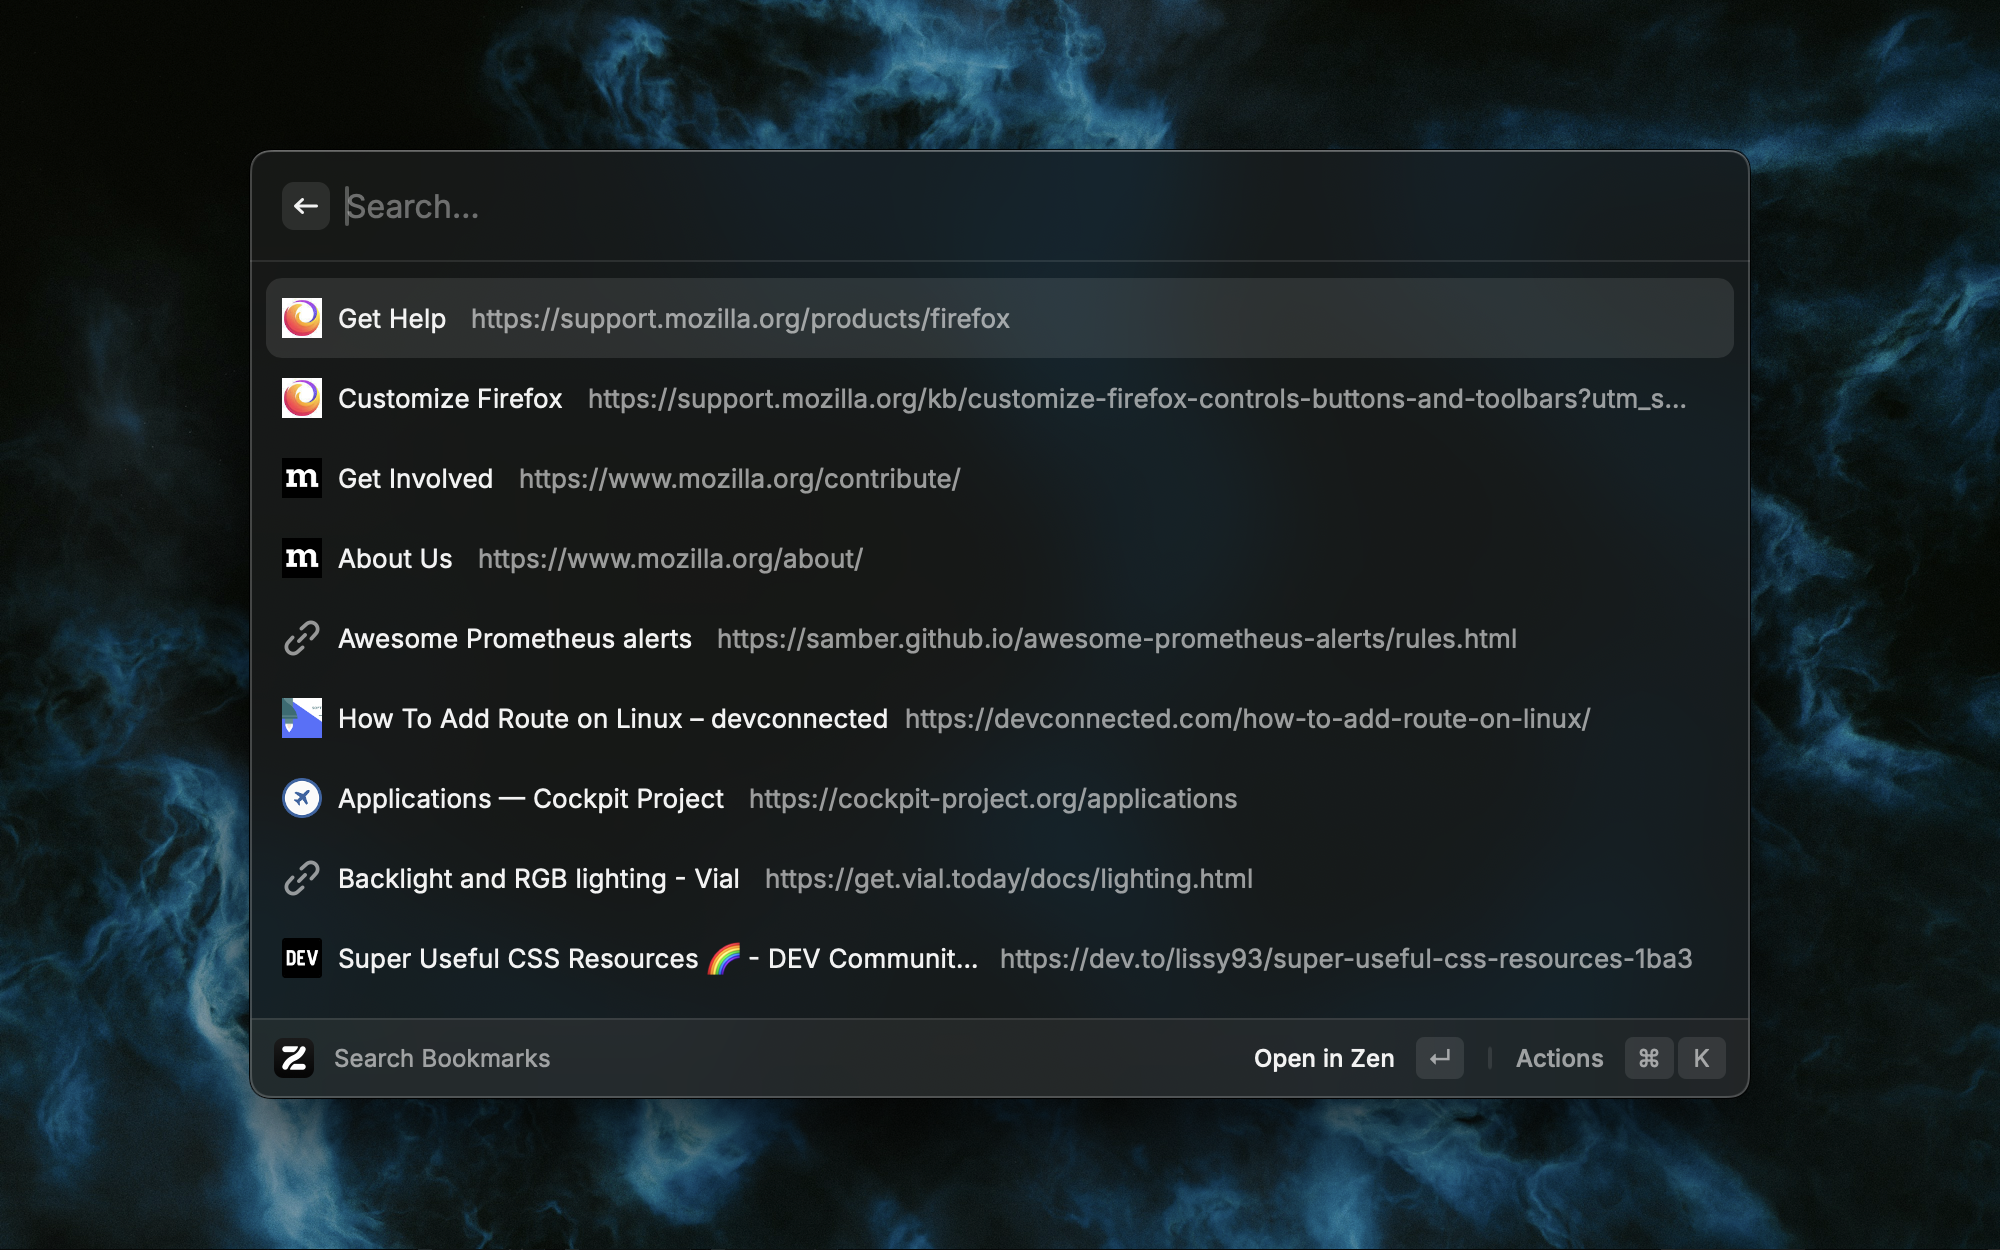 Search...
Get Help https://support.mozilla.org/products/firefox
Customize Firefox https://support.mozilla.org/kb/customize-firefox-controls-buttons-and-toolbars?utm_s...
m Get Involved https://www.mozilla.org/contribute/
m About Us https://www.mozilla.org/about/
Awesome Prometheus alerts https://samber.github.io/awesome-prometheus-alerts/rules.html
How To Add Route on Linux – devconnected https://devconnected.com/how-to-add-route-on-linux/
Applications — Cockpit Project https://cockpit-project.org/applications
Backlight and RGB lighting - Vial https://get.vial.today/docs/lighting.html
DEV Super Useful CSS Resources 🌈 - DEV Communit... https://dev.to/lissy93/super-useful-css-resources-1ba3
Search Bookmarks Open in Zen ↵ Actions ⌘ K